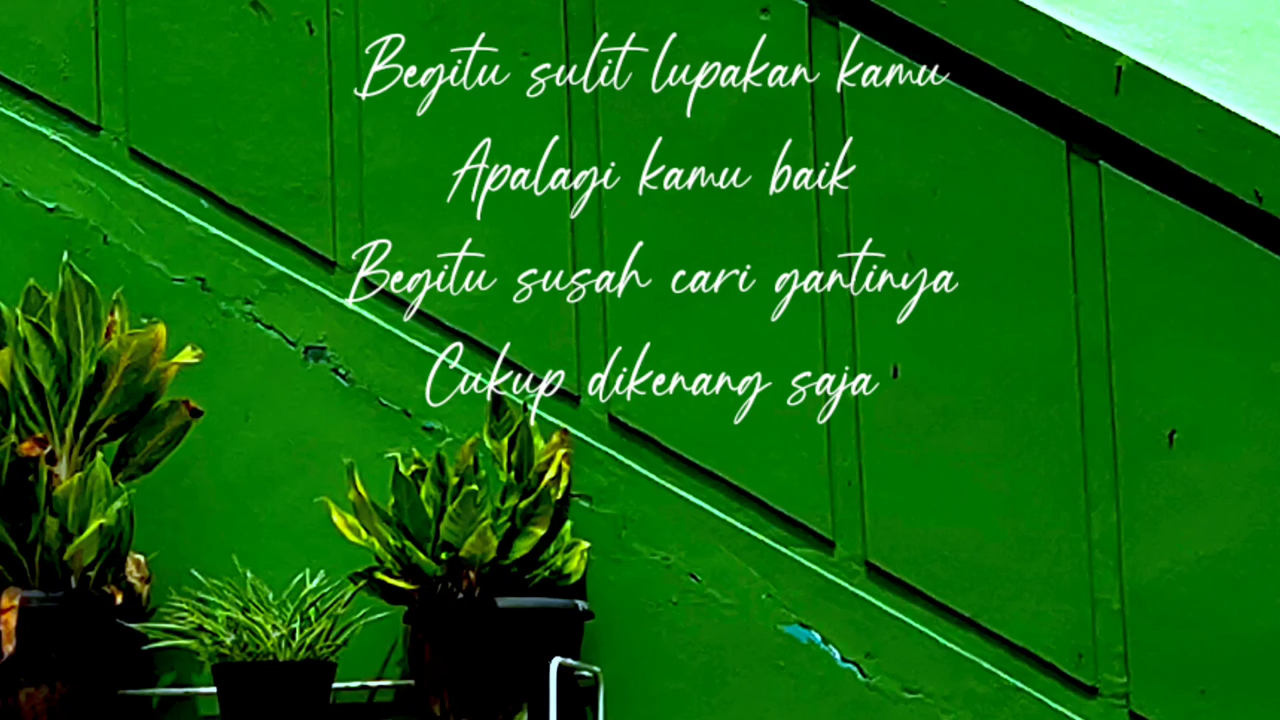 Begitu sulit lupakan kamu
Apalagi kamu baik
Begitu susah cari gantinya
Cukup dikenang saja